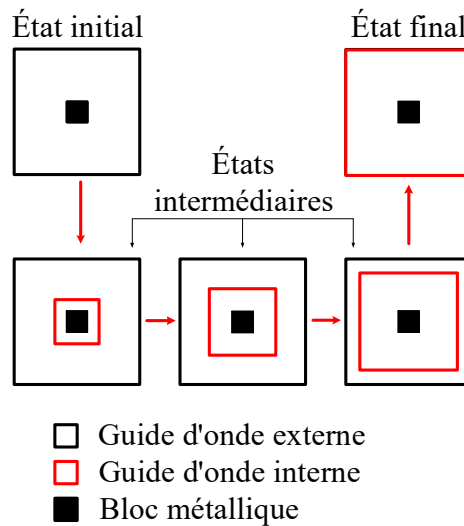 État initial
État final
États
intermédiaires
Guide d'onde externe
Guide d'onde interne
Bloc métallique